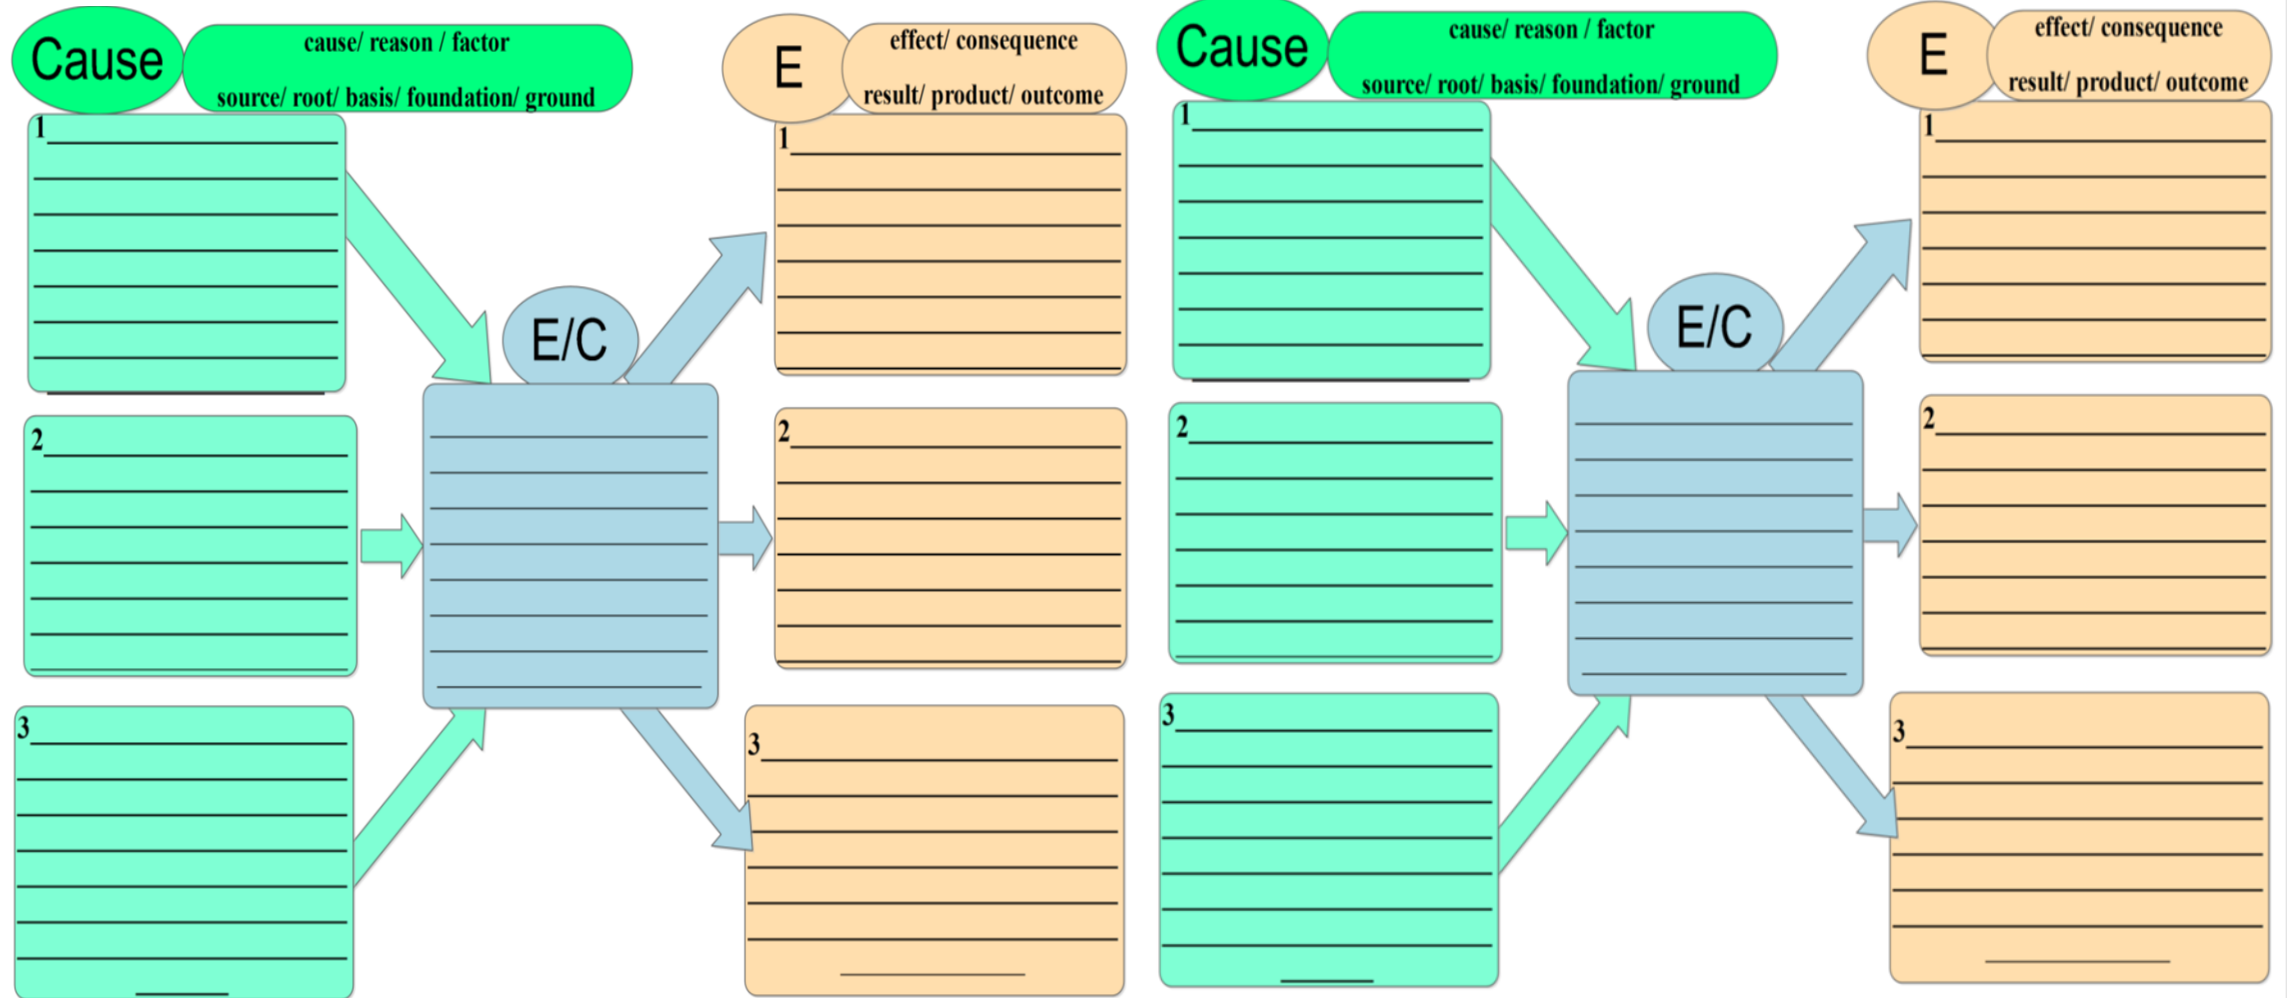 Cause
cause/ reason / factor
source/ root/ basis/ foundation/ ground
E
effect/ consequence
result/ product/ outcome
1
1
E/C
2
2
3
3
Cause
cause/ reason / factor
source/ root/ basis/ foundation/ ground
E
effect/ consequence
result/ product/ outcome
1
1
E/C
2
2
3
3